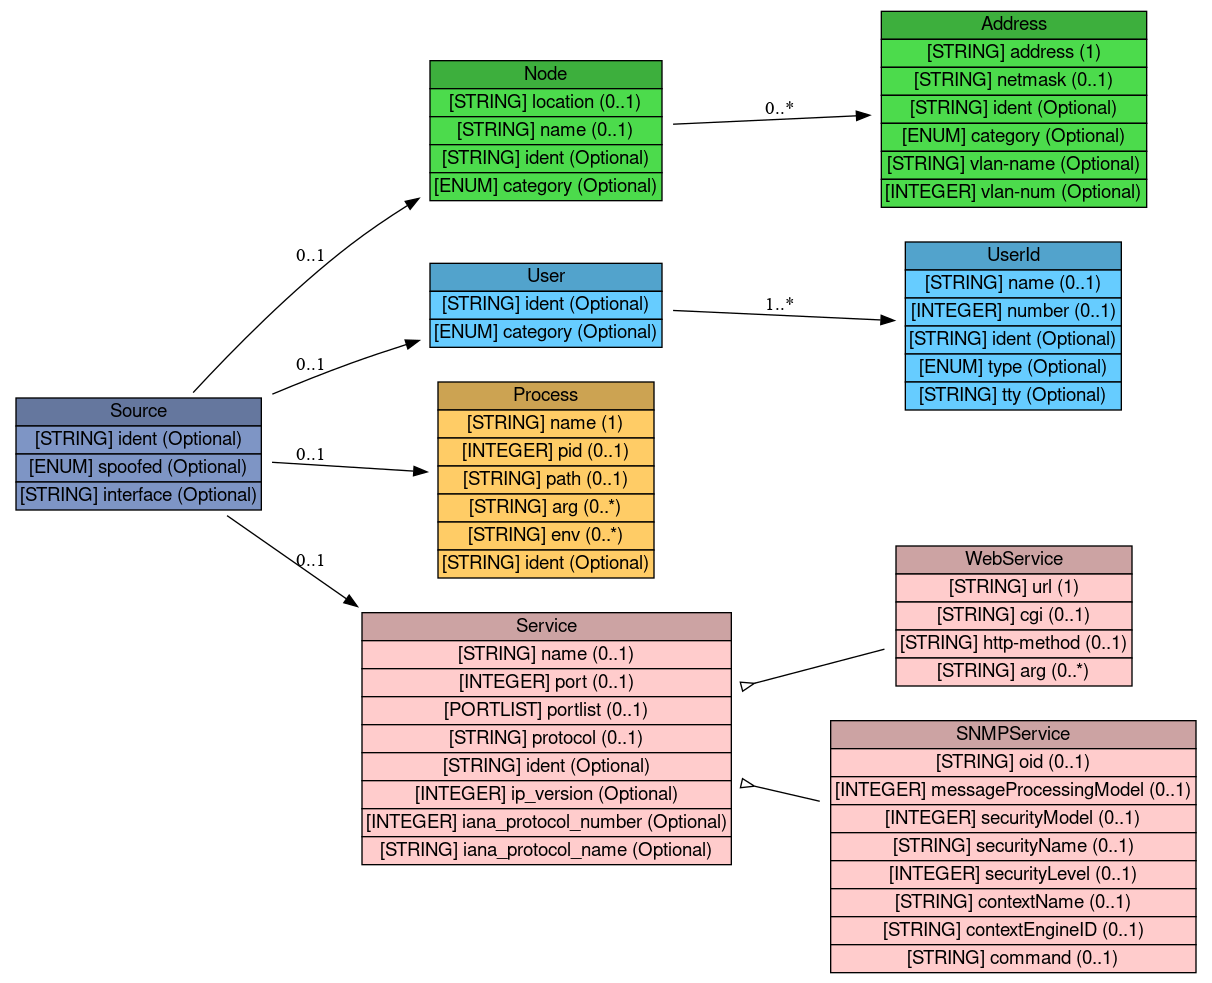 Address
[STRING] address (1)
[STRING] netmask (0..1)
[STRING] ident (Optional)
[ENUM] category (Optional)
[STRING] vlan-name (Optional)
[INTEGER] vlan-num (Optional)
Node
[STRING] location (0..1)
[STRING] name (0..1)
[STRING] ident (Optional)
[ENUM] category (Optional)
0..*
0..1
User
[STRING] ident (Optional)
[ENUM] category (Optional)
1..*
UserId
[STRING] name (0..1)
[INTEGER] number (0..1)
[STRING] ident (Optional)
[ENUM] type (Optional)
[STRING] tty (Optional)
0..1
Source
[STRING] ident (Optional)
[ENUM] spoofed (Optional)
[STRING] interface (Optional)
0..1
Process
[STRING] name (1)
[INTEGER] pid (0..1)
[STRING] path (0..1)
[STRING] arg (0..*)
[STRING] env (0..*)
[STRING] ident (Optional)
0..1
Service
[STRING] name (0..1)
[INTEGER] port (0..1)
[PORTLIST] portlist (0..1)
[STRING] protocol (0..1)
[STRING] ident (Optional)
[INTEGER] ip_version (Optional)
[INTEGER] iana_protocol_number (Optional)
[STRING] iana_protocol_name (Optional)
WebService
[STRING] url (1)
[STRING] cgi (0..1)
[STRING] http-method (0..1)
[STRING] arg (0..*)
SNMPService
[STRING] oid (0..1)
[INTEGER] messageProcessingModel (0..1)
[INTEGER] securityModel (0..1)
[STRING] securityName (0..1)
[INTEGER] securityLevel (0..1)
[STRING] contextName (0..1)
[STRING] contextEngineID (0..1)
[STRING] command (0..1)